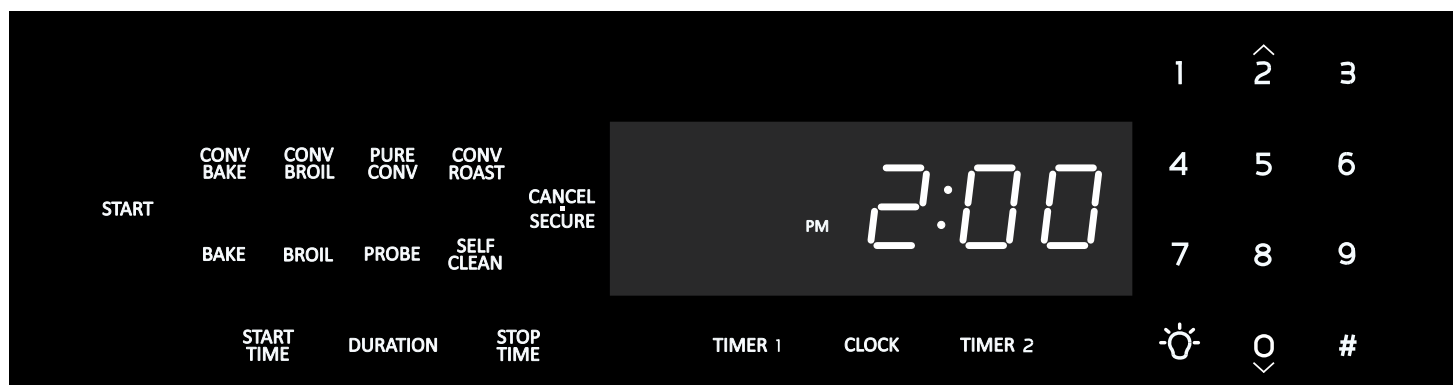 START
CONV
BAKE
CONV
BROIL
PURE
CONV
CONV
ROAST
BAKE
BROIL
PROBE
SELF
CLEAN
CANCEL
SECURE
START
TIME
DURATION
STOP
TIME
PM 2:00
TIMER 1
CLOCK
TIMER 2
1 2 3
4 5 6
7 8 9
0 #